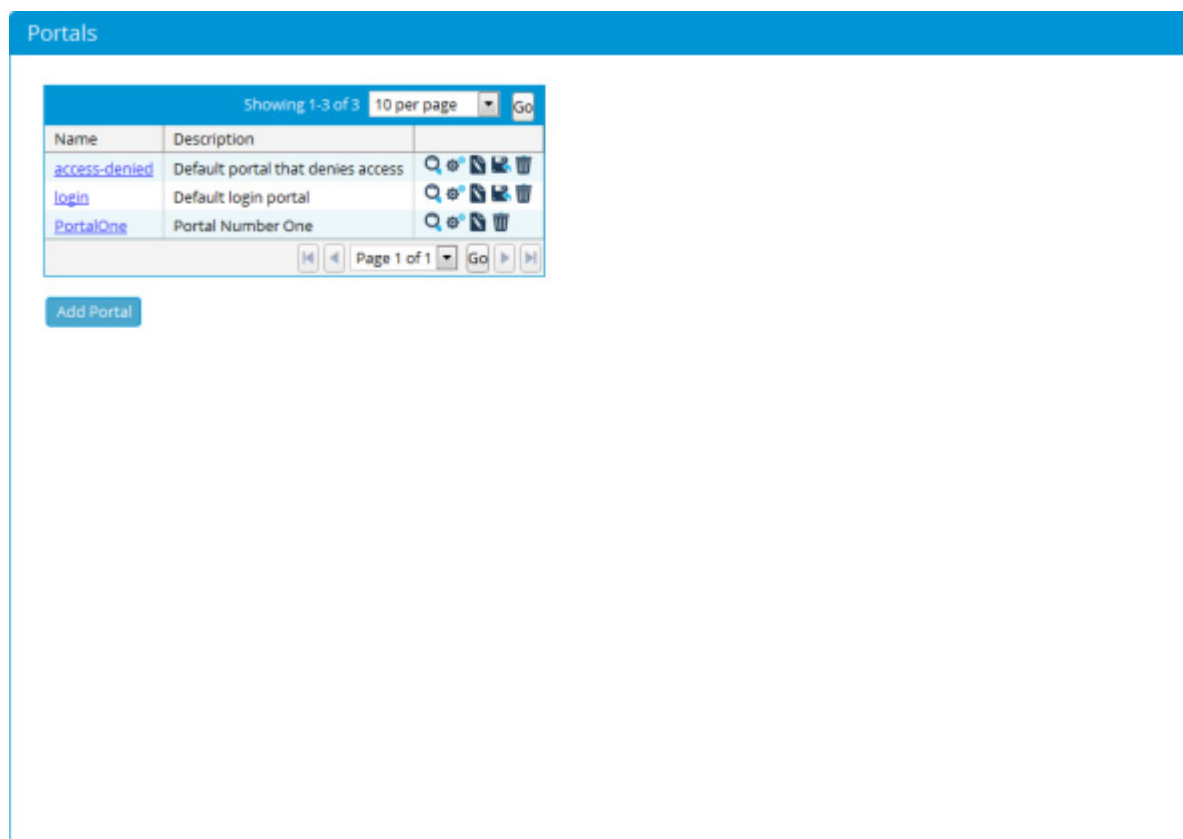 Portals
Showing 1-3 of 3 10 per page Go
Name Description
access-denied Default portal that denies access
login Default login portal
PortalOne Portal Number One
Page 1 of 1 Go
Add Portal